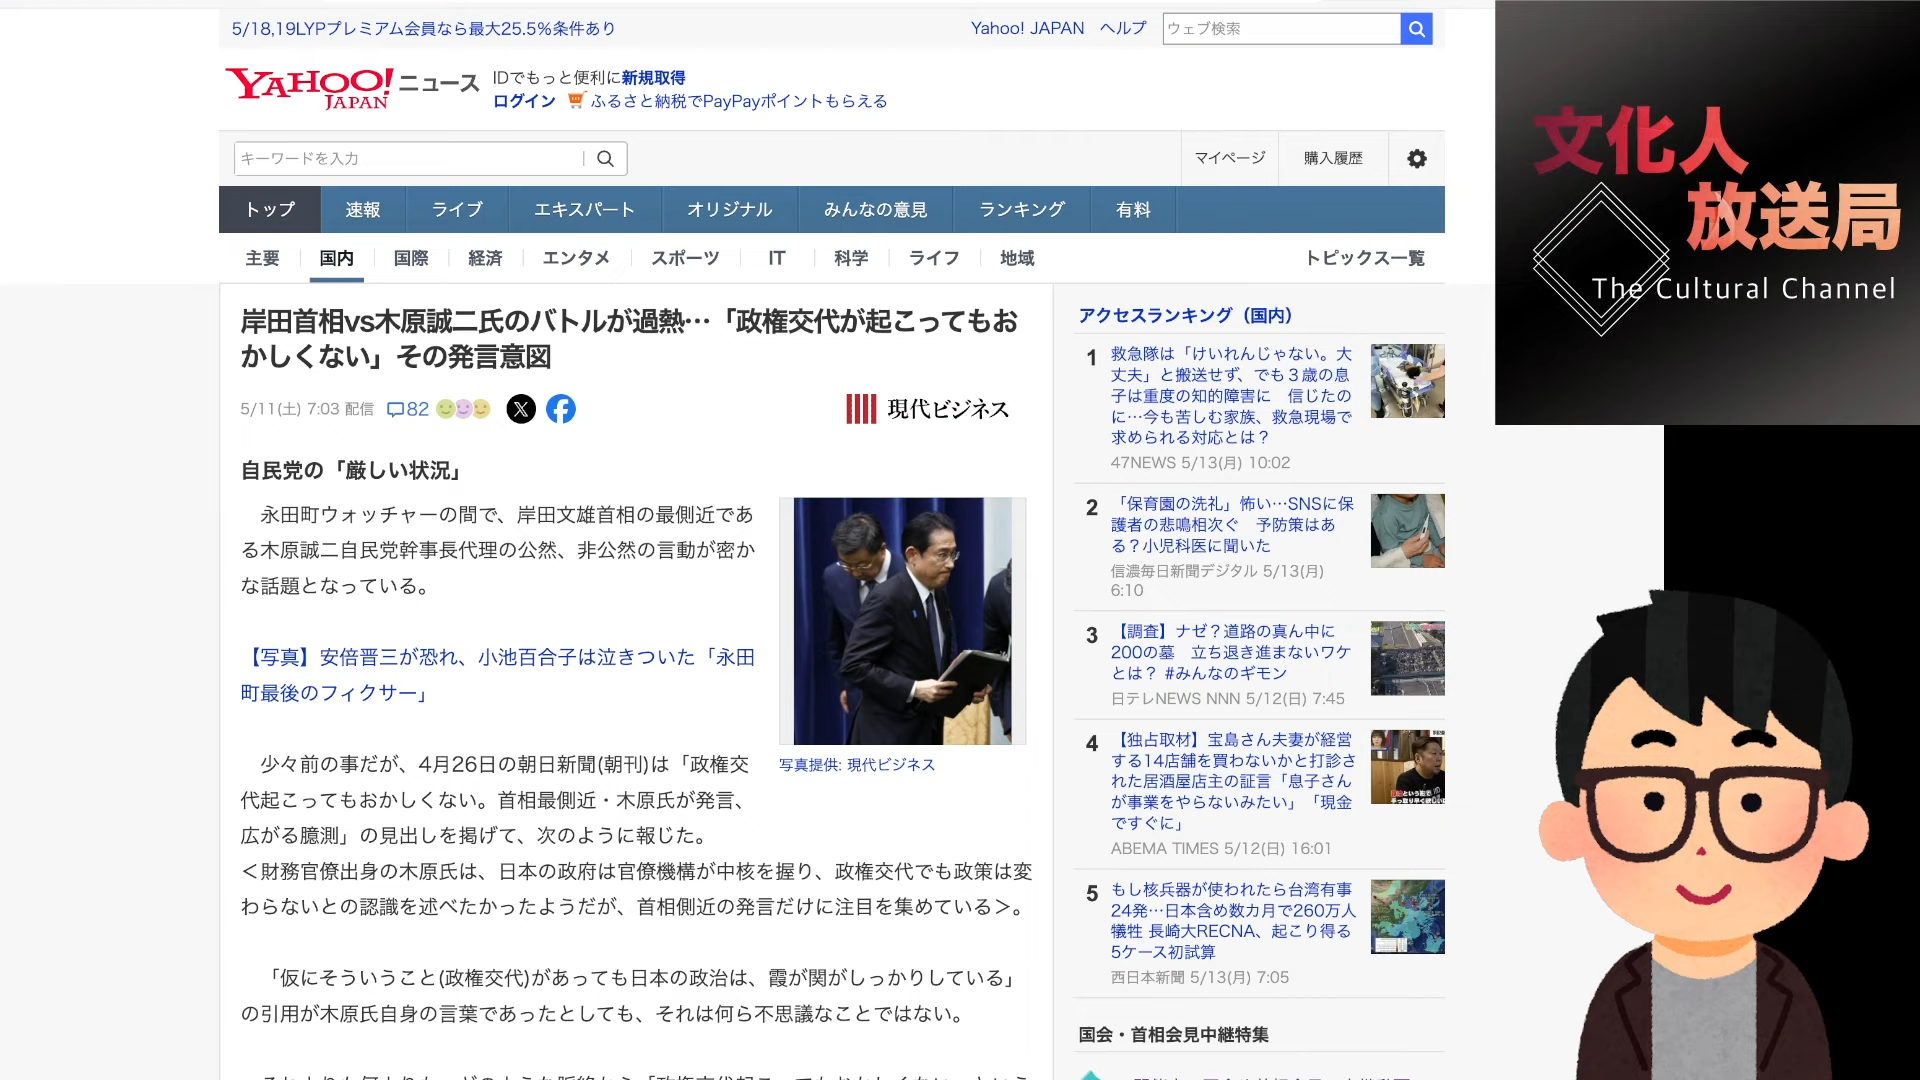 5/18,19LYPプレミアム会員なら最大25.5%条件あり
Yahoo! JAPAN ヘルプ
ウェブ検索
YAHOO! JAPAN ニュース
IDでもっと便利に新規取得
ログイン ふるさと納税でPayPayポイントもらえる
キーワードを入力
マイページ 購入履歴
トップ 速報 ライブ エキスパート オリジナル みんなの意見 ランキング 有料
主要 国内 国際 経済 エンタメ スポーツ IT 科学 ライフ 地域 トピックス一覧
岸田首相vs木原誠二氏のバトルが過熱…「政権交代が起こってもお
かしくない」その発言意図
5/11(土) 7:03 配信 82
現代ビジネス
自民党の「厳しい状況」
永田町ウォッチャーの間で、岸田文雄首相の最側近であ
る木原誠二自民党幹事長代理の公然、非公然の言動が密か
な話題となっている。
【写真】安倍晋三が恐れ、小池百合子は泣きついた「永田
町最後のフィクサー」
少々前の事だが、4月26日の朝日新聞(朝刊)は「政権交
代起こってもおかしくない。首相最側近・木原氏が発言、
広がる臆測」の見出しを掲げて、次のように報じた。
<財務官僚出身の木原氏は、日本の政府は官僚機構が中核を握り、政権交代でも政策は変
わらないとの認識を述べたかったようだが、首相側近の発言だけに注目を集めている>。
「仮にそういうこと(政権交代)があっても日本の政治は、霞が関がしっかりしている」
の引用が木原氏自身の言葉であったとしても、それは何ら不思議なことではない。
写真提供: 現代ビジネス
アクセスランキング（国内）
1
救急隊は「けいれんじゃない。大
丈夫」と搬送せず、でも３歳の息
子は重度の知的障害に 信じたの
に…今も苦しむ家族、救急現場で
求められる対応とは？
47NEWS 5/13(月) 10:02
2
「保育園の洗礼」怖い…SNSに保
護者の悲鳴相次ぐ 予防策はあ
る？小児科医に聞いた
信濃毎日新聞デジタル 5/13(月)
6:10
3
【調査】ナゼ？道路の真ん中に
200の墓 立ち退き進まないワケ
とは？ #みんなのギモン
日テレNEWS NNN 5/12(日) 7:45
4
【独占取材】宝島さん夫妻が経営
する14店舗を買わないかと打診さ
れた居酒屋店主の証言「息子さん
が事業をやらないみたい」「現金
ですぐに」
ABEMA TIMES 5/12(日) 16:01
5
もし核兵器が使われたら台湾有事
24発…日本含め数カ月で260万人
犠牲 長崎大RECNA、起こり得る
5ケース初試算
西日本新聞 5/13(月) 7:05
国会・首相会見中継特集
文化人
放送局
The Cultural Channel